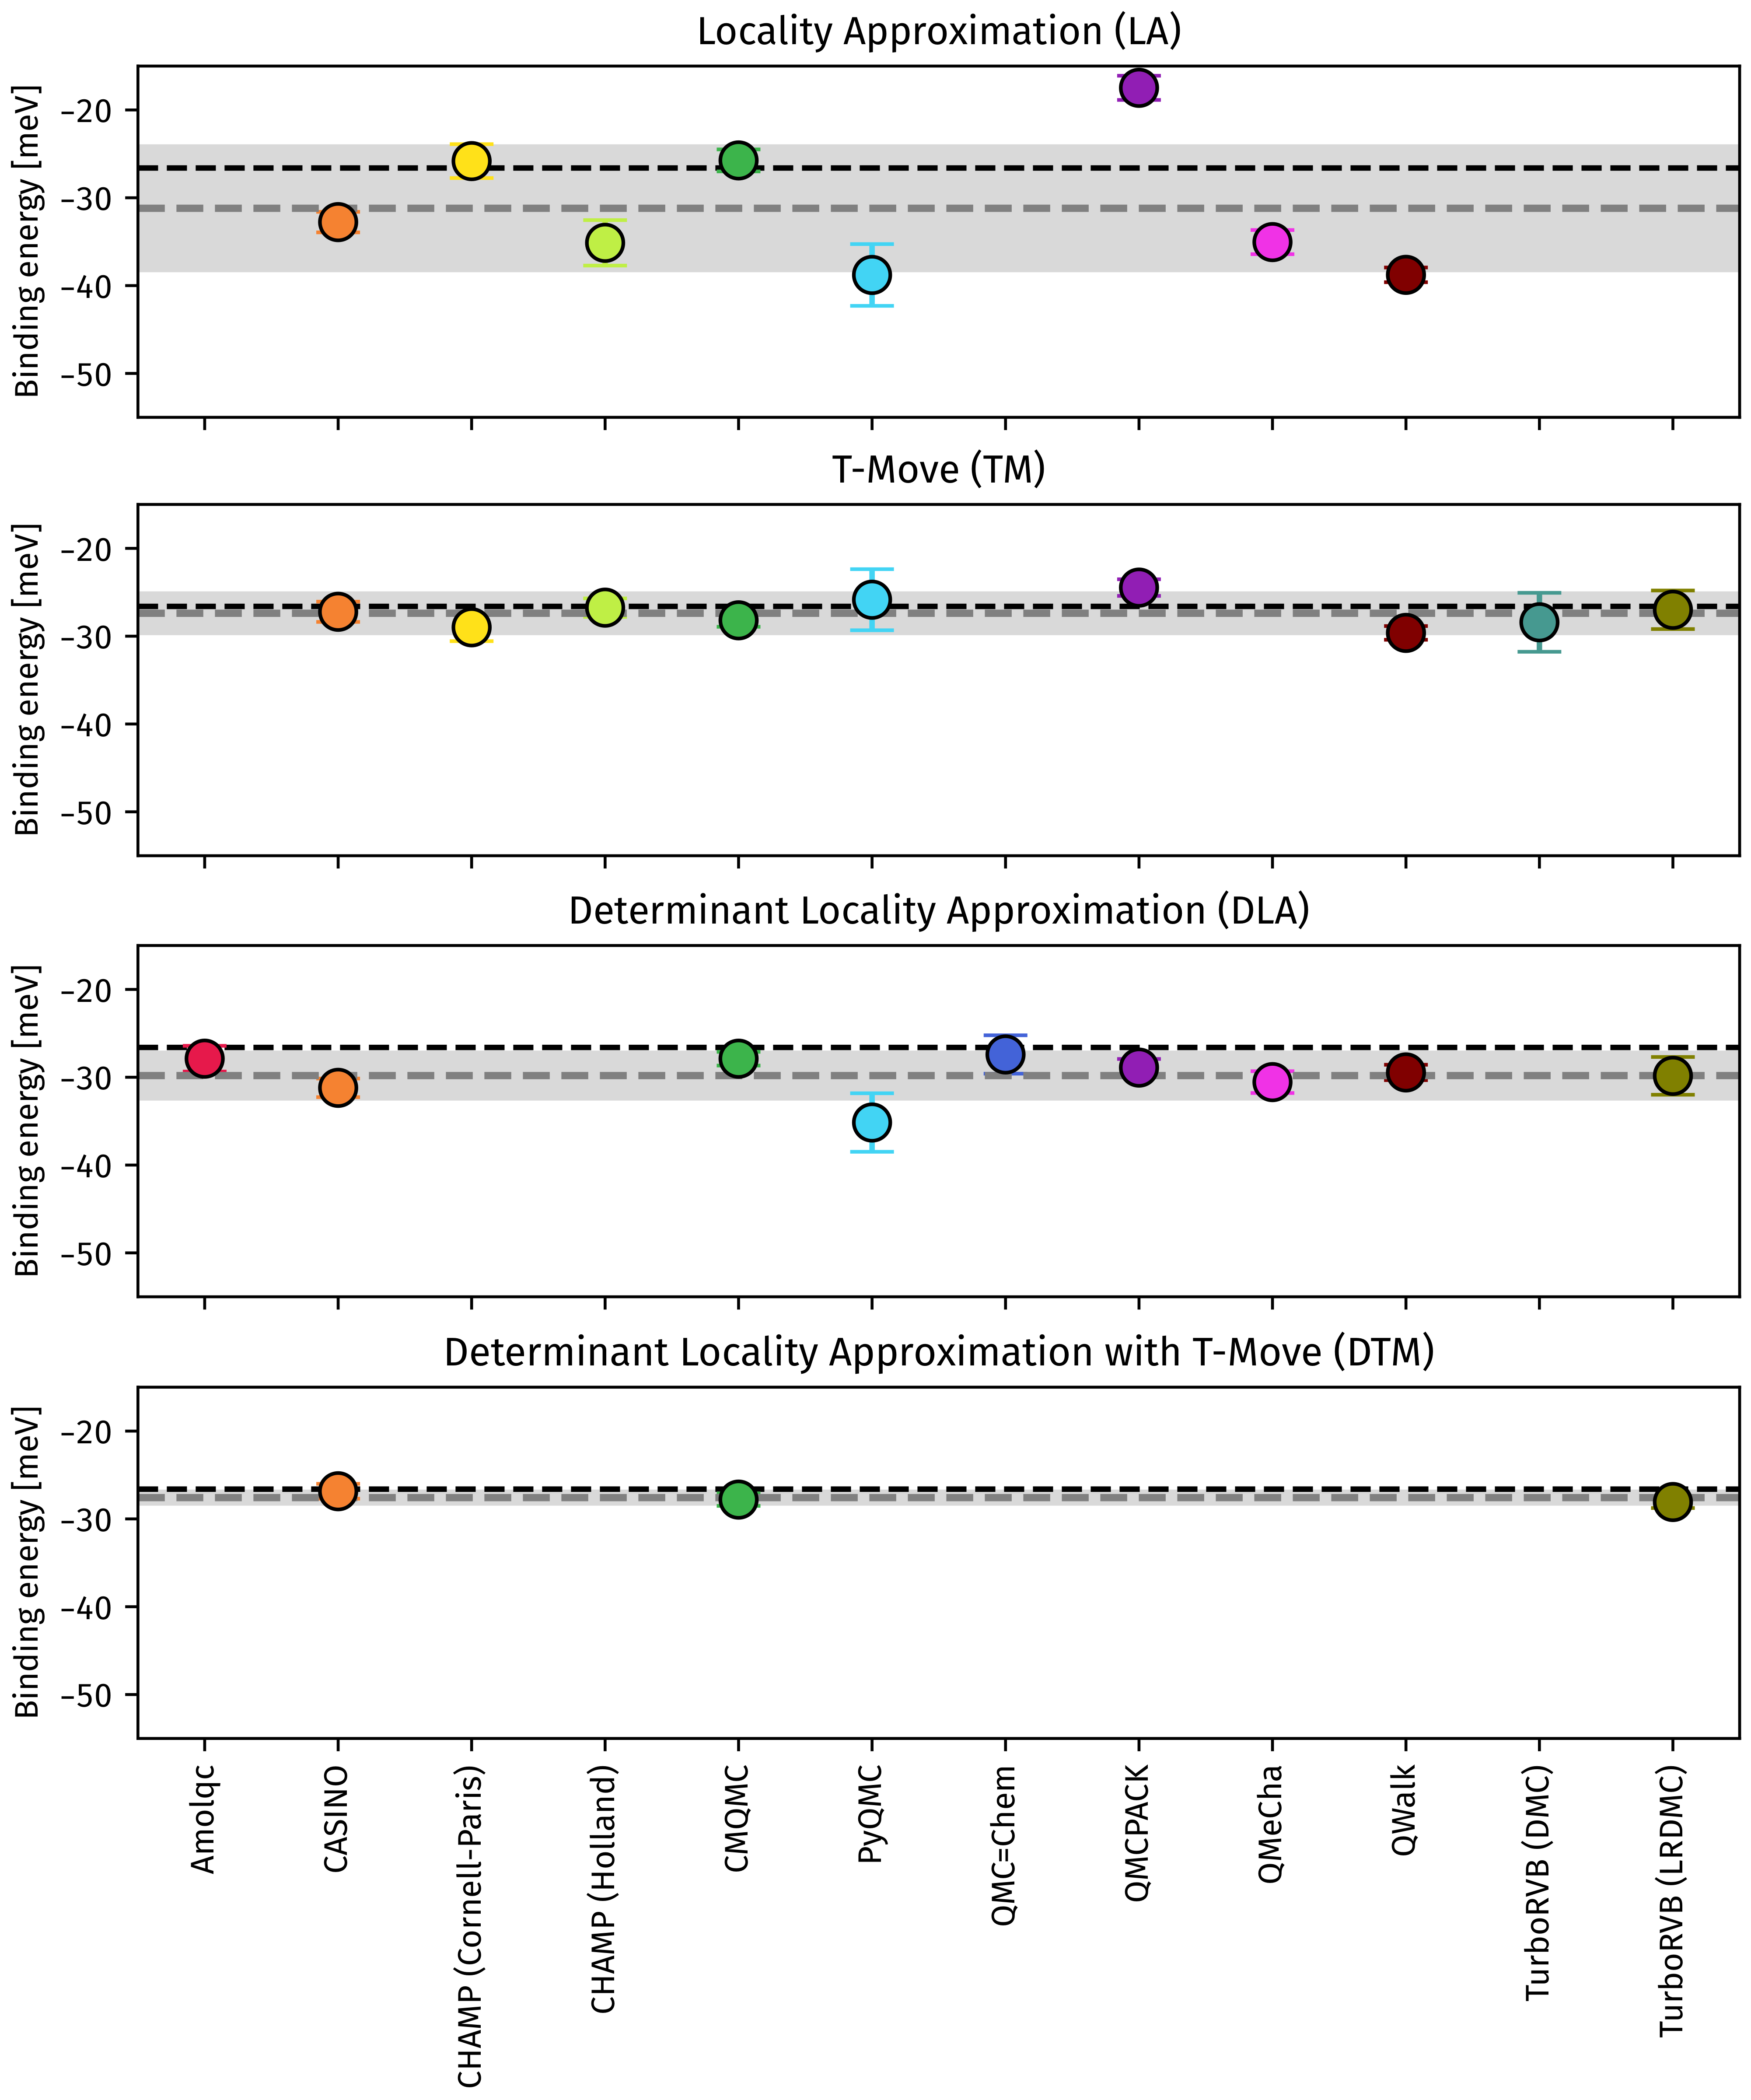 Locality Approximation (LA)
Binding energy [meV]
−20
−30
−40
−50
T-Move (TM)
Binding energy [meV]
−20
−30
−40
−50
Determinant Locality Approximation (DLA)
Binding energy [meV]
−20
−30
−40
−50
Determinant Locality Approximation with T-Move (DTM)
Binding energy [meV]
−20
−30
−40
−50
Amolqc
CASINO
CHAMP (Cornell-Paris)
CHAMP (Holland)
CMQMC
PyQMC
QMC=Chem
QMCPACK
QMeCha
QWalk
TurboRVB (DMC)
TurboRVB (LRDMC)